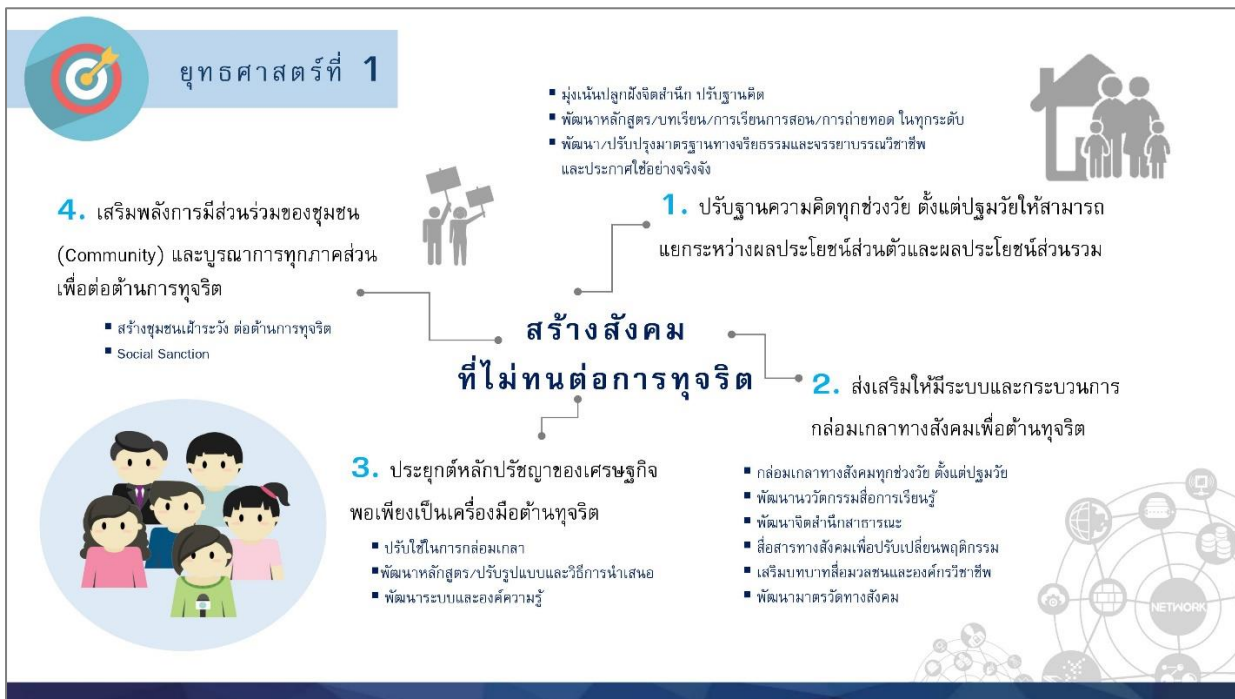 ยุทธศาสตร์ที่ 1
▪ มุ่งเน้นปลูกฝังจิตสำนึก ปรับฐานคิด
▪ พัฒนาหลักสูตร/บทเรียน/การเรียนการสอน/การถ่ายทอด ในทุกระดับ
▪ พัฒนา/ปรับปรุงมาตรฐานทางจริยธรรมและจรรยาบรรณวิชาชีพ
และประกาศใช้อย่างจริงจัง
1. ปรับฐานความคิดทุกช่วงวัย ตั้งแต่ปฐมวัยให้สามารถ
แยกระหว่างผลประโยชน์ส่วนตัวและผลประโยชน์ส่วนรวม
4. เสริมพลังการมีส่วนร่วมของชุมชน
(Community) และบูรณาการทุกภาคส่วน
เพื่อต่อต้านการทุจริต
▪ สร้างชุมชนเฝ้าระวัง ต่อต้านการทุจริต
▪ Social Sanction
สร้างสังคม
ที่ไม่ทนต่อการทุจริต
2. ส่งเสริมให้มีระบบและกระบวนการ
กล่อมเกลาทางสังคมเพื่อต้านทุจริต
▪ กล่อมเกลาทางสังคมทุกช่วงวัย ตั้งแต่ปฐมวัย
▪ พัฒนานวัตกรรมสื่อการเรียนรู้
▪ พัฒนาจิตสำนึกสาธารณะ
▪ สื่อสารทางสังคมเพื่อปรับเปลี่ยนพฤติกรรม
▪ เสริมบทบาทสื่อมวลชนและองค์กรวิชาชีพ
▪ พัฒนามาตรวัดทางสังคม
3. ประยุกต์หลักปรัชญาของเศรษฐกิจ
พอเพียงเป็นเครื่องมือต้านทุจริต
▪ ปรับใช้ในการกล่อมเกลา
▪พัฒนาหลักสูตร/ปรับรูปแบบและวิธีการนำเสนอ
▪ พัฒนาระบบและองค์ความรู้
NETWORK